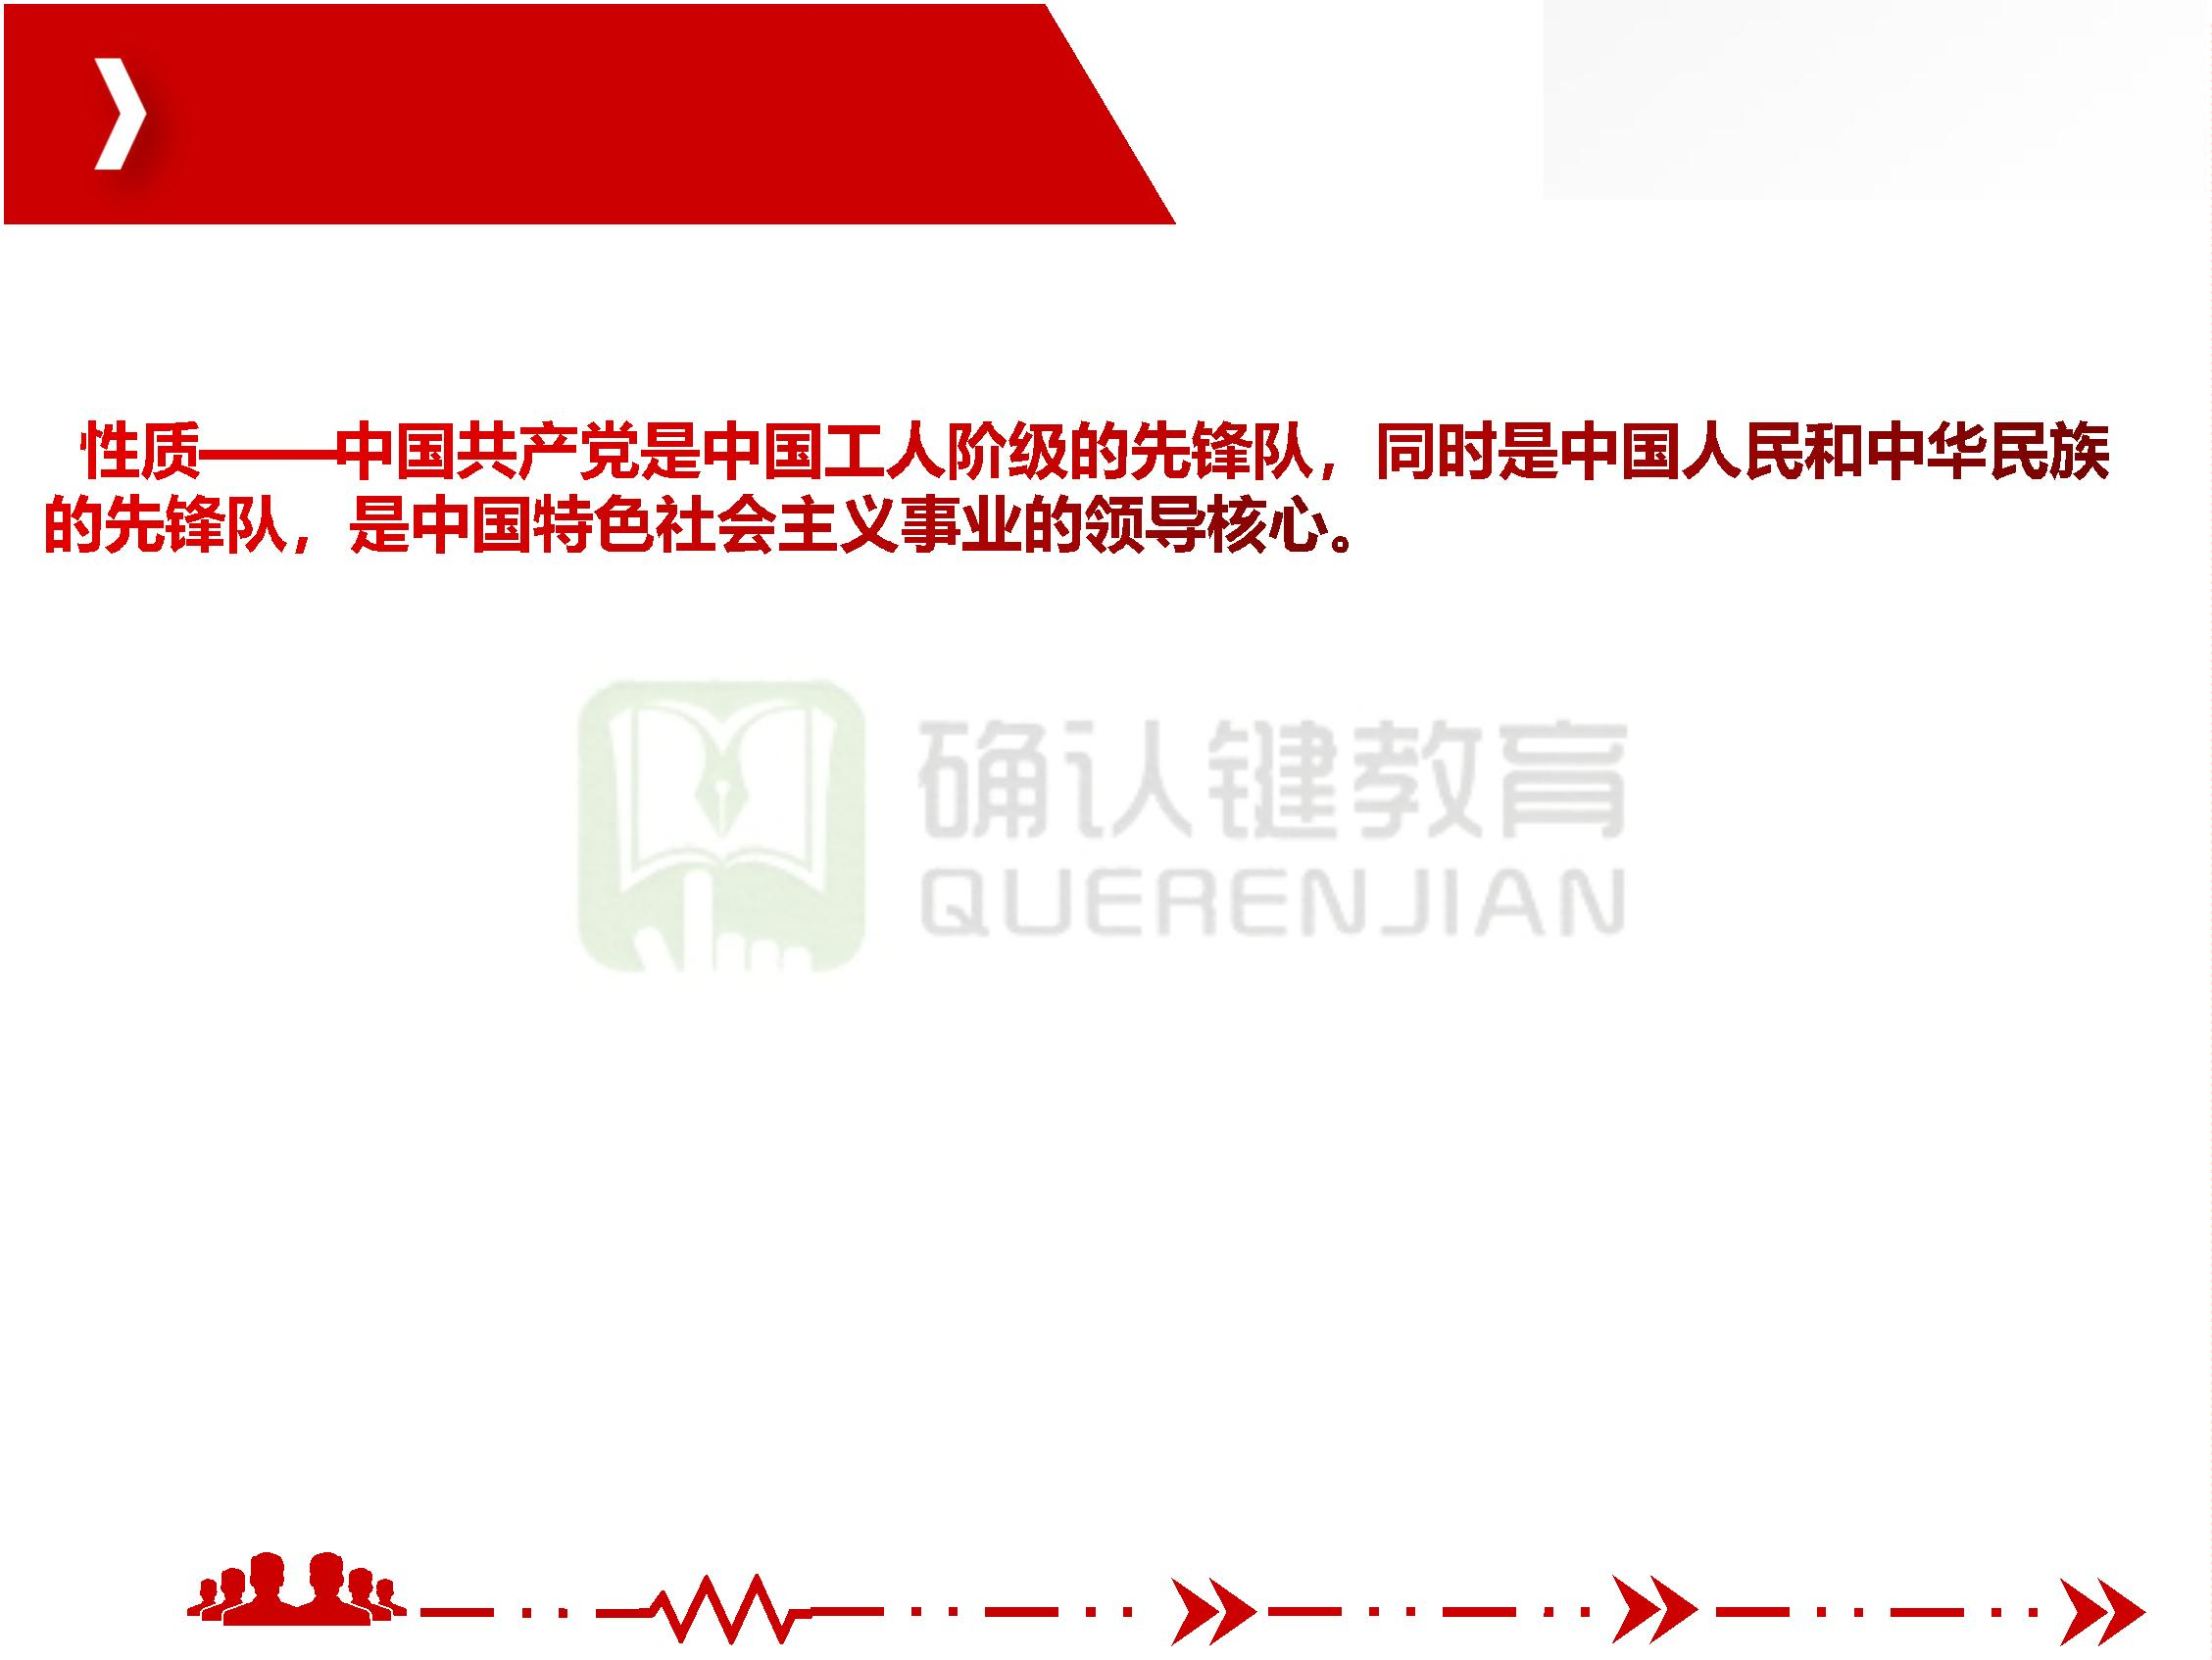 性质——中国共产党是中国工人阶级的先锋队，同时是中国人民和中华民族
的先锋队，是中国特色社会主义事业的领导核心。
确认键教育
QUERENJIAN